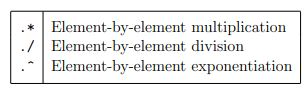 .* Element-by-element multiplication
./ Element-by-element division
.^ Element-by-element exponentiation